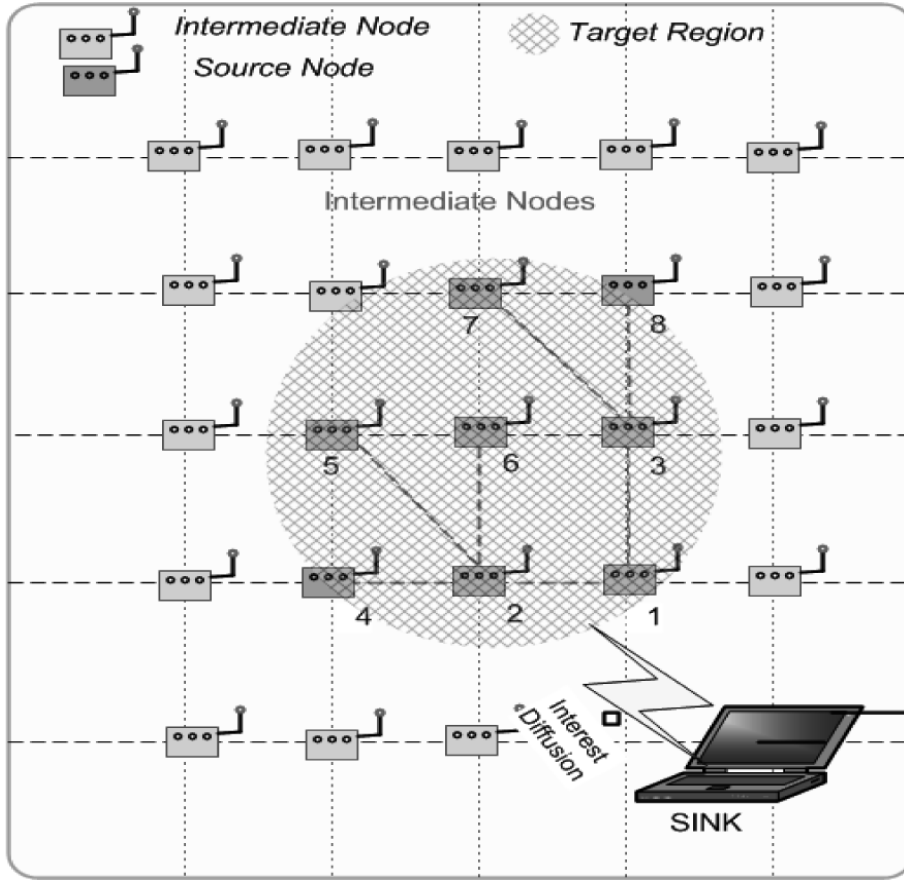 Intermediate Node
Target Region
Source Node
Intermediate Nodes
7
8
5
6
3
4
2
1
Interest
Diffusion
SINK